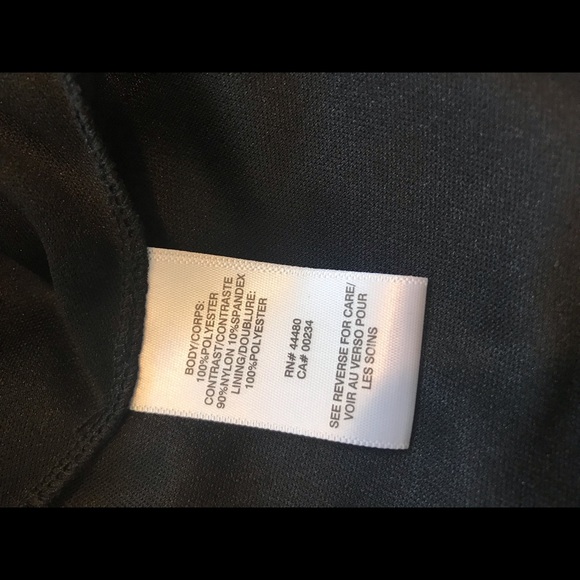 BODY/CORPS:
100%POLYESTER
CONTRAST/CONTRASTE
90%NYLON 10%SPANDEX
LINING/DOUBLURE:
100%POLYESTER
RN# 44480
CA# 00234
SEE REVERSE FOR CARE/
VOIR AU VERSO POUR
LES SOINS